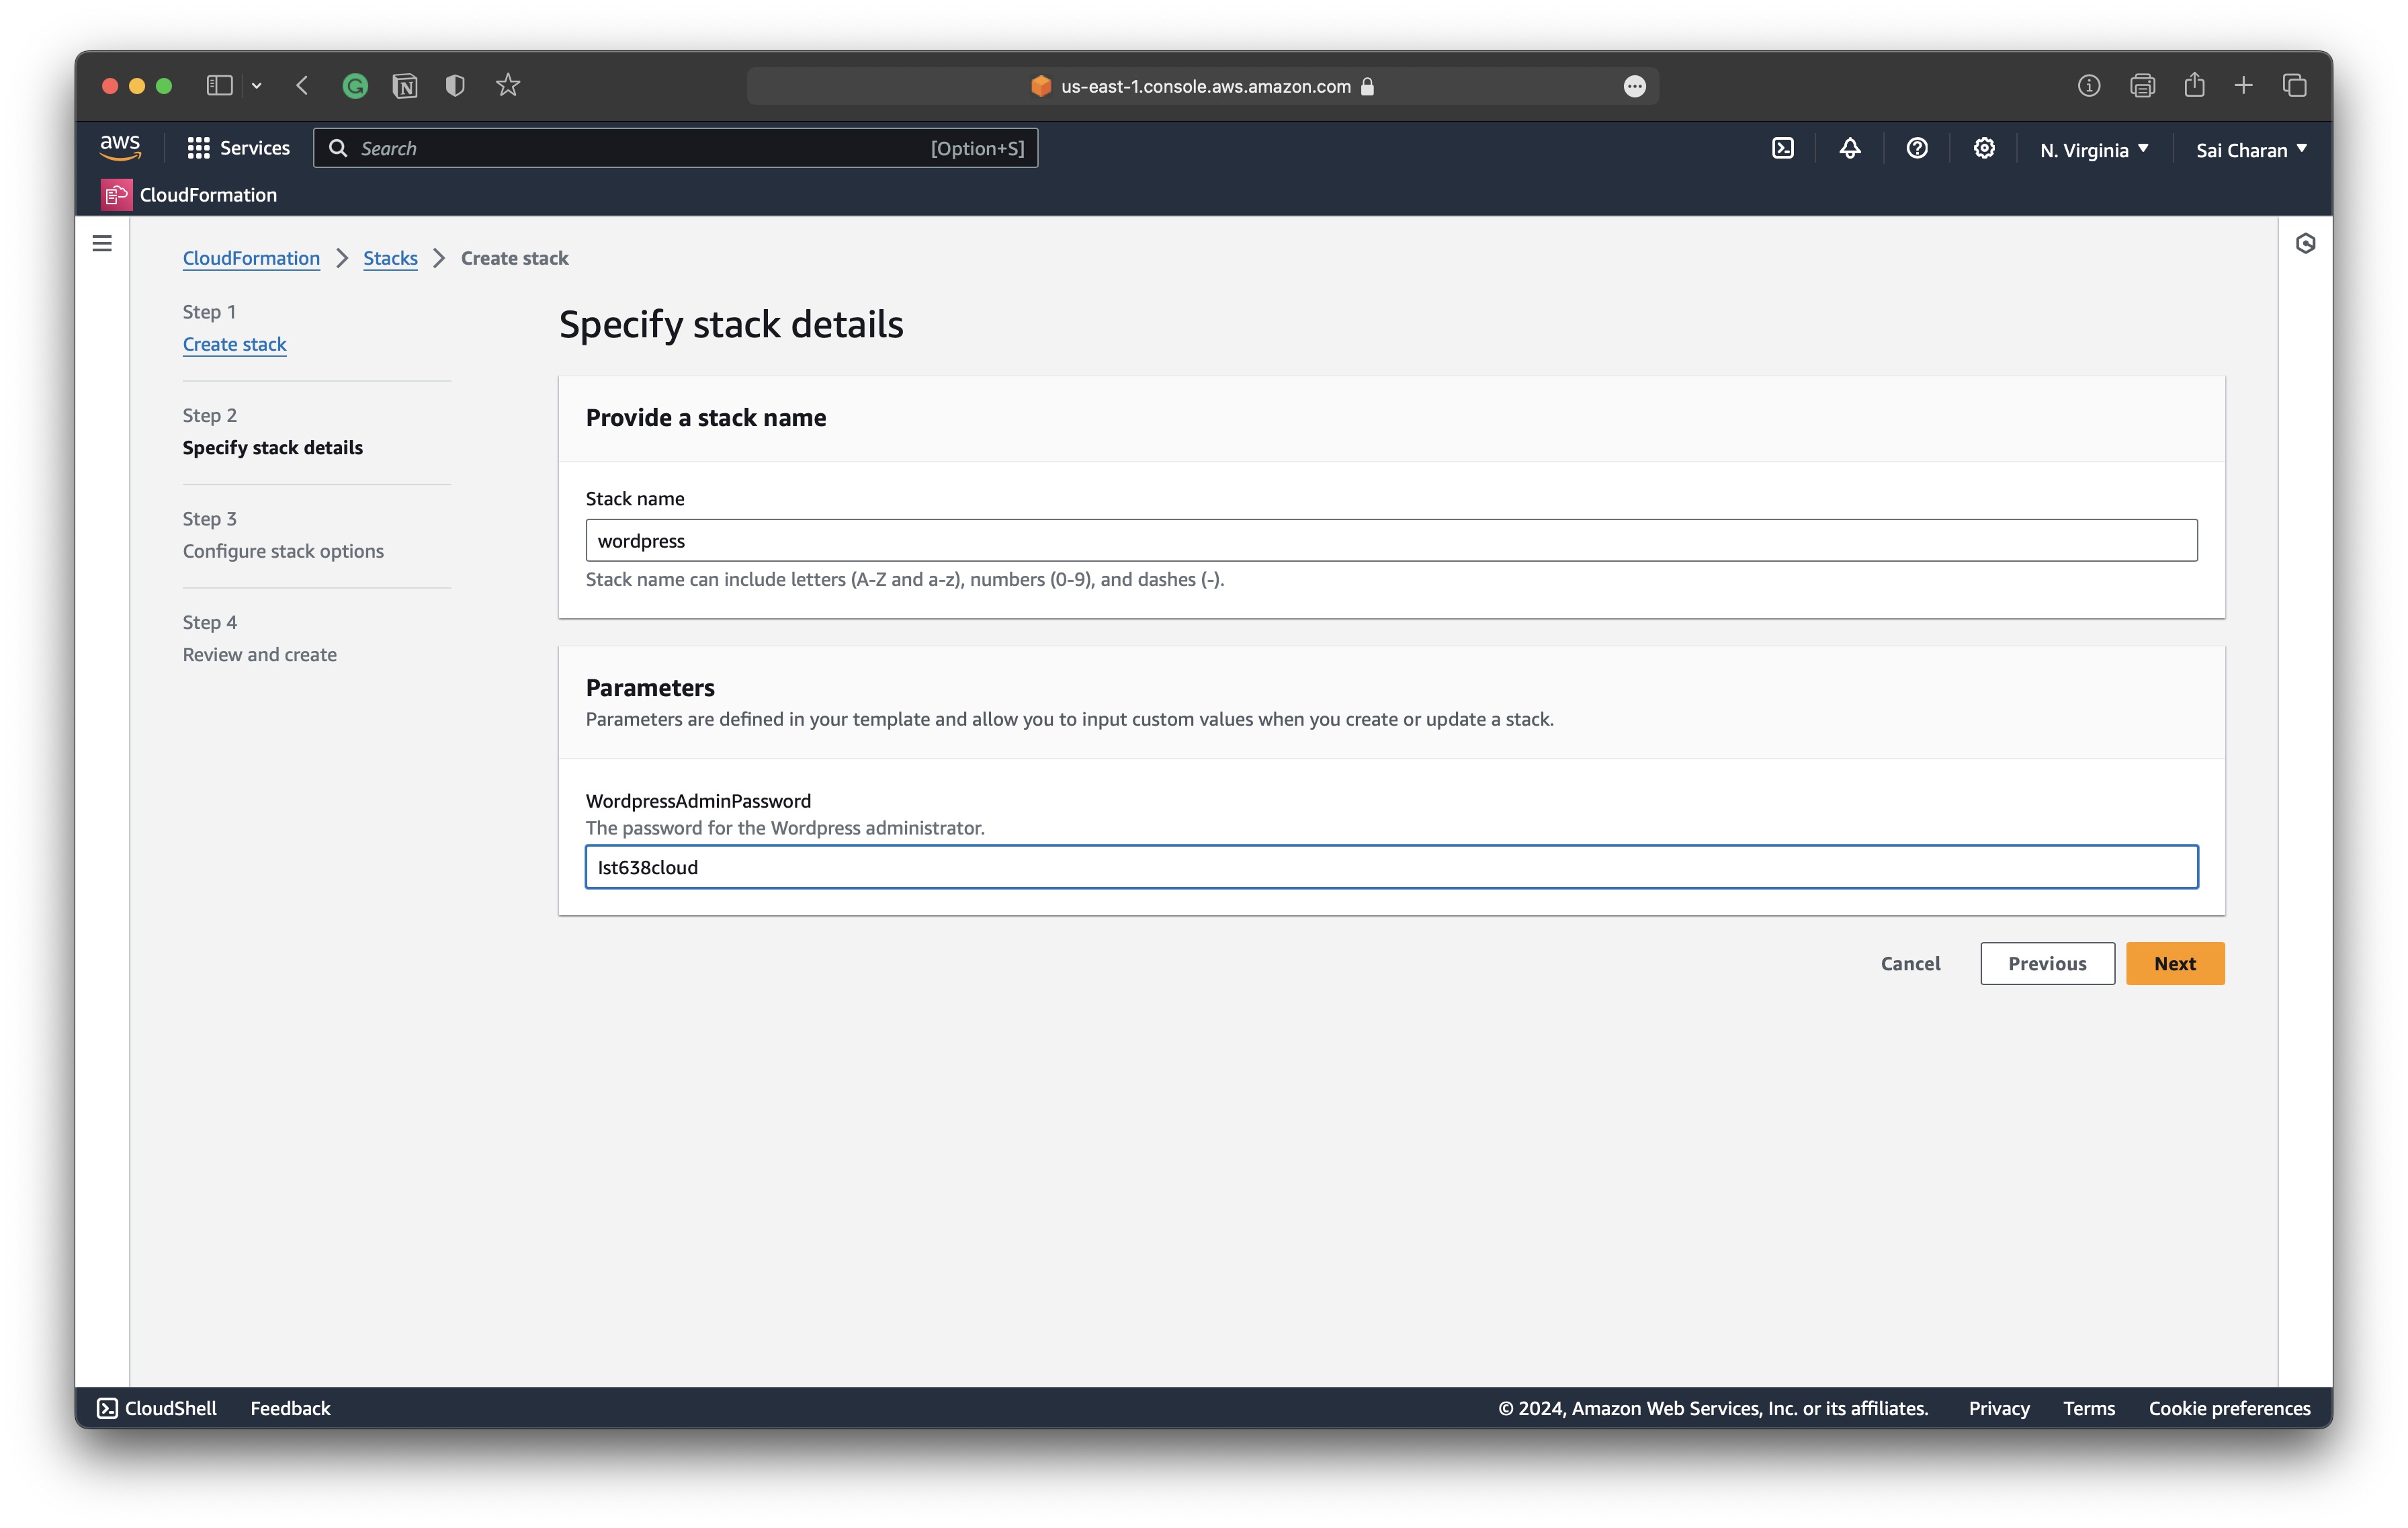 us-east-1.console.aws.amazon.com
aws
Services
Search
[Option+S]
N. Virginia
Sai Charan
CloudFormation
CloudFormation
Stacks
Create stack
Step 1
Create stack
Step 2
Specify stack details
Step 3
Configure stack options
Step 4
Review and create
Specify stack details
Provide a stack name
Stack name
wordpress
Stack name can include letters (A-Z and a-z), numbers (0-9), and dashes (-).
Parameters
Parameters are defined in your template and allow you to input custom values when you create or update a stack.
WordpressAdminPassword
The password for the Wordpress administrator.
Ist638cloud
Cancel
Previous
Next
CloudShell
Feedback
© 2024, Amazon Web Services, Inc. or its affiliates.
Privacy
Terms
Cookie preferences